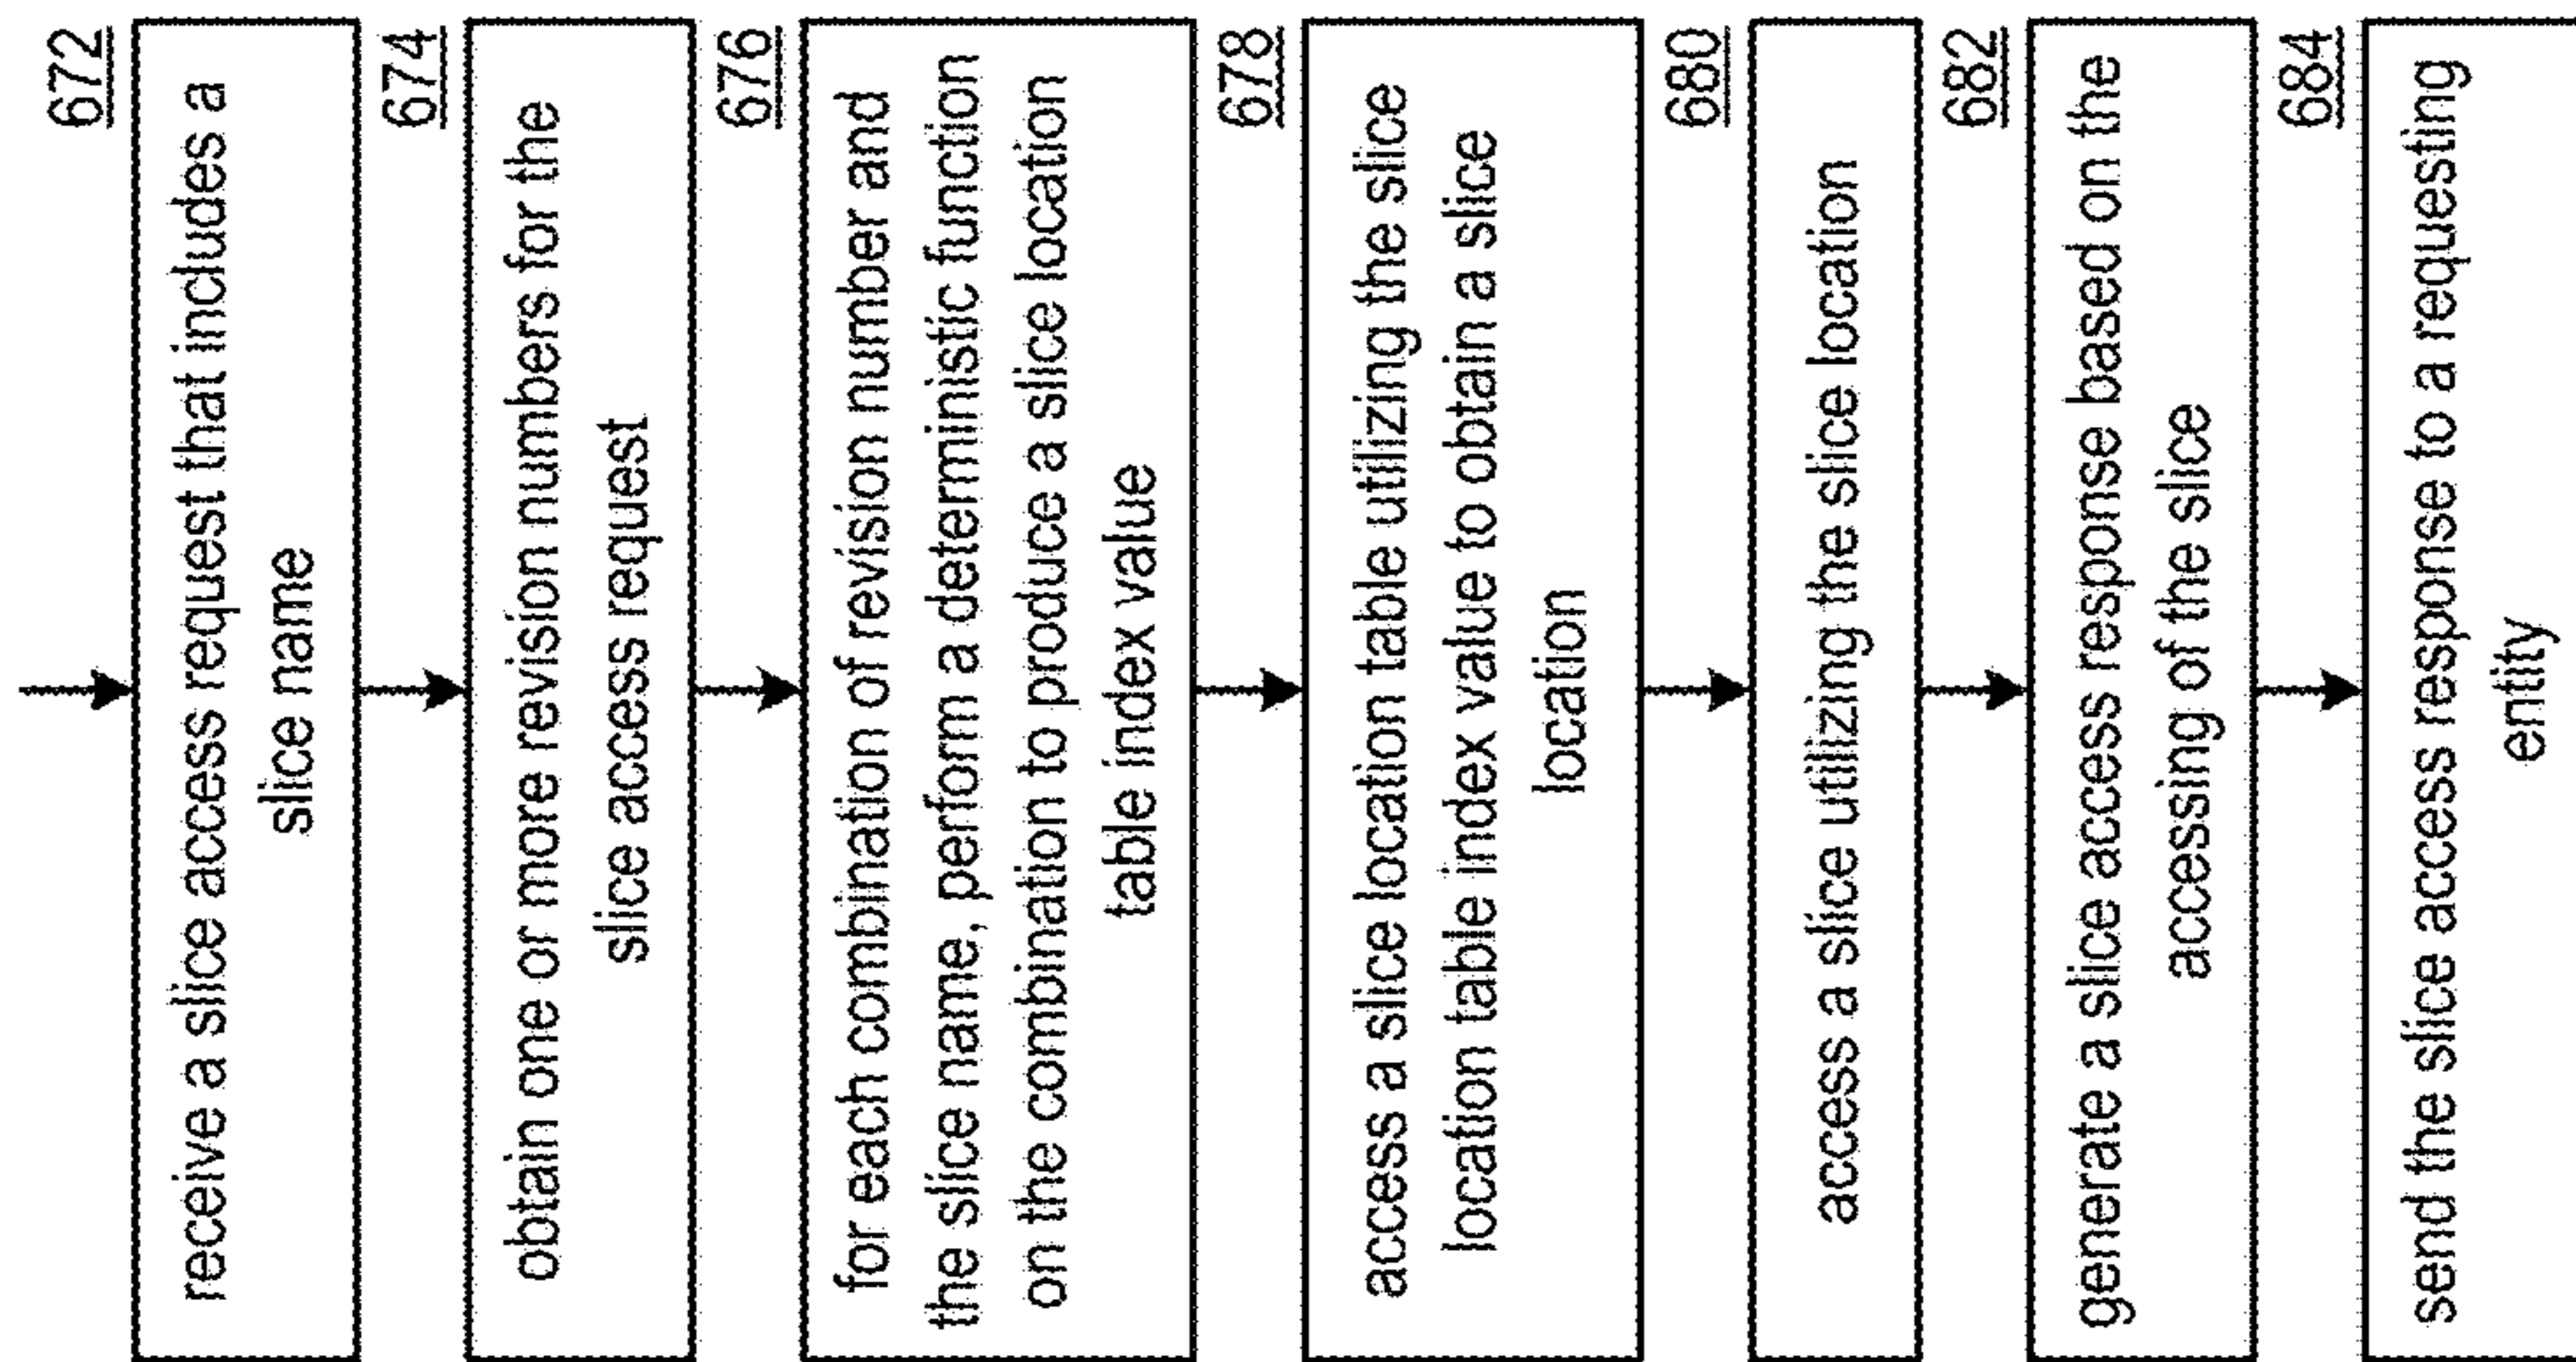 672
receive a slice access request that includes a
slice name
674
obtain one or more revision numbers for the
slice access request
676
for each combination of revision number and
the slice name, perform a deterministic function
on the combination to produce a slice location
table index value
678
access a slice location table utilizing the slice
location table index value to obtain a slice
location
680
access a slice utilizing the slice location
682
generate a slice access response based on the
accessing of the slice
684
send the slice access response to a requesting
entity